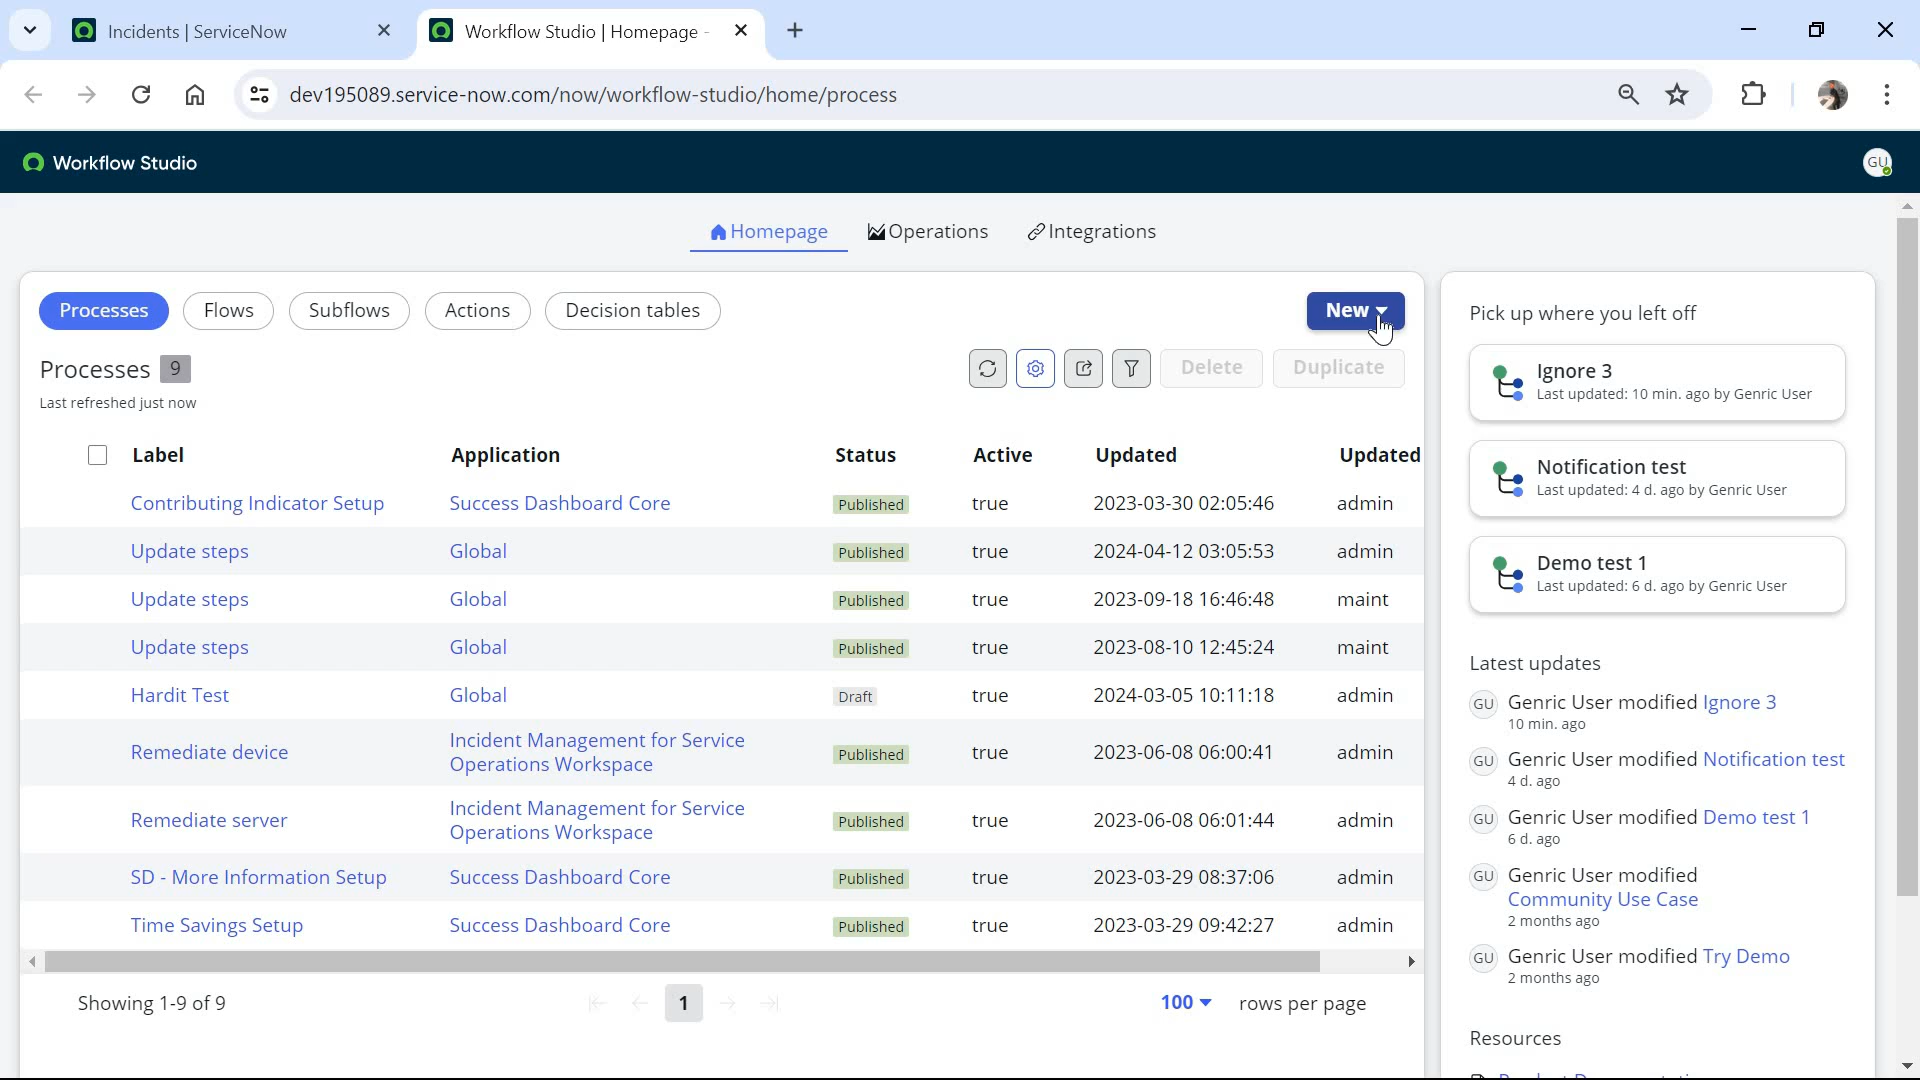 Incidents | ServiceNow
Workflow Studio | Homepage -
dev195089.service-now.com/now/workflow-studio/home/process
Workflow Studio
GU
Homepage
Operations
Integrations
Processes
Flows
Subflows
Actions
Decision tables
New
Processes 9
Last refreshed just now
Delete
Duplicate
Label Application Status Active Updated Updated
Contributing Indicator Setup Success Dashboard Core Published true 2023-03-30 02:05:46 admin
Update steps Global Published true 2024-04-12 03:05:53 admin
Update steps Global Published true 2023-09-18 16:46:48 maint
Update steps Global Published true 2023-08-10 12:45:24 maint
Hardit Test Global Draft true 2024-03-05 10:11:18 admin
Remediate device Incident Management for Service
Operations Workspace Published true 2023-06-08 06:00:41 admin
Remediate server Incident Management for Service
Operations Workspace Published true 2023-06-08 06:01:44 admin
SD - More Information Setup Success Dashboard Core Published true 2023-03-29 08:37:06 admin
Time Savings Setup Success Dashboard Core Published true 2023-03-29 09:42:27 admin
Showing 1-9 of 9
1
100 rows per page
Pick up where you left off
Ignore 3
Last updated: 10 min. ago by Genric User
Notification test
Last updated: 4 d. ago by Genric User
Demo test 1
Last updated: 6 d. ago by Genric User
Latest updates
GU Genric User modified Ignore 3
10 min. ago
GU Genric User modified Notification test
4 d. ago
GU Genric User modified Demo test 1
6 d. ago
GU Genric User modified
Community Use Case
2 months ago
GU Genric User modified Try Demo
2 months ago
Resources